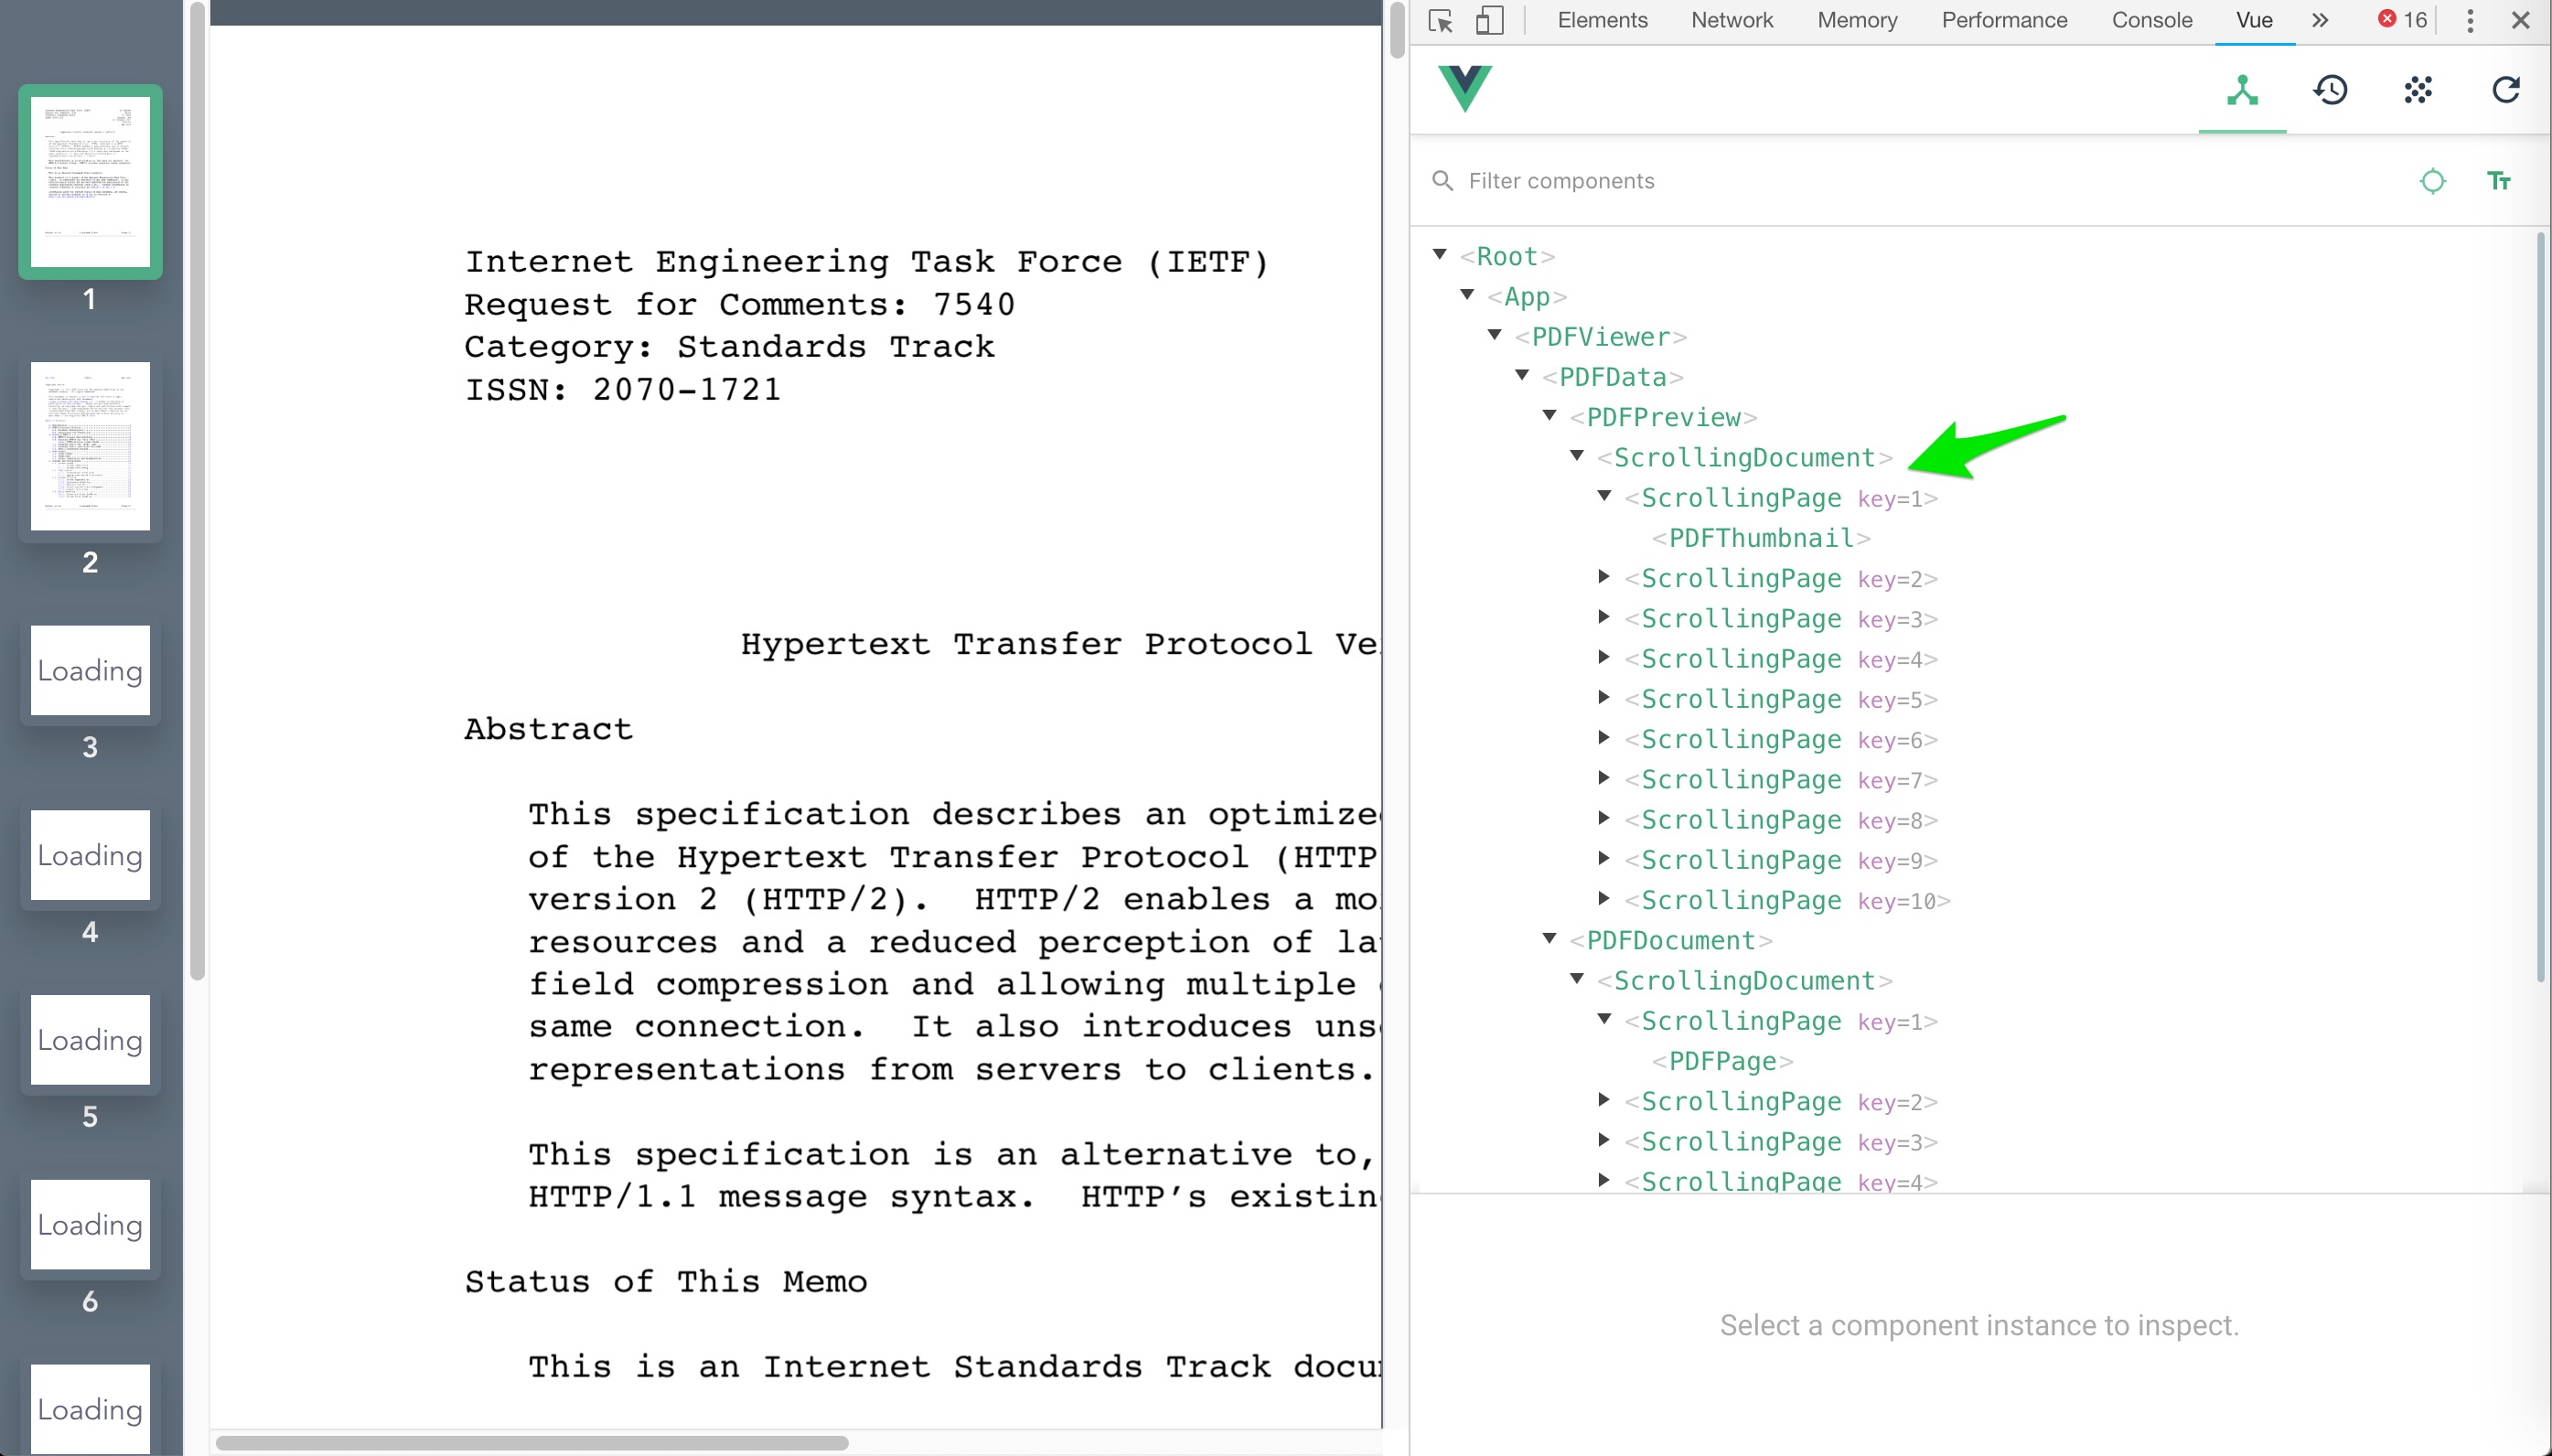 1
2
Loading
3
Loading
4
Loading
5
Loading
6
Loading
Internet Engineering Task Force (IETF)
Request for Comments: 7540
Category: Standards Track
ISSN: 2070-1721
Hypertext Transfer Protocol Ve
Abstract
This specification describes an optimize
of the Hypertext Transfer Protocol (HTTP
version 2 (HTTP/2). HTTP/2 enables a mo
resources and a reduced perception of la
field compression and allowing multiple
same connection. It also introduces uns
representations from servers to clients.
This specification is an alternative to,
HTTP/1.1 message syntax. HTTP’s existin
Status of This Memo
This is an Internet Standards Track docu
Elements Network Memory Performance Console Vue » 16
Filter components
<Root>
<App>
<PDFViewer>
<PDFData>
<PDFPreview>
<ScrollingDocument>
<ScrollingPage key=1>
<PDFThumbnail>
<ScrollingPage key=2>
<ScrollingPage key=3>
<ScrollingPage key=4>
<ScrollingPage key=5>
<ScrollingPage key=6>
<ScrollingPage key=7>
<ScrollingPage key=8>
<ScrollingPage key=9>
<ScrollingPage key=10>
<PDFDocument>
<ScrollingDocument>
<ScrollingPage key=1>
<PDFPage>
<ScrollingPage key=2>
<ScrollingPage key=3>
<ScrollingPage key=4>
Select a component instance to inspect.